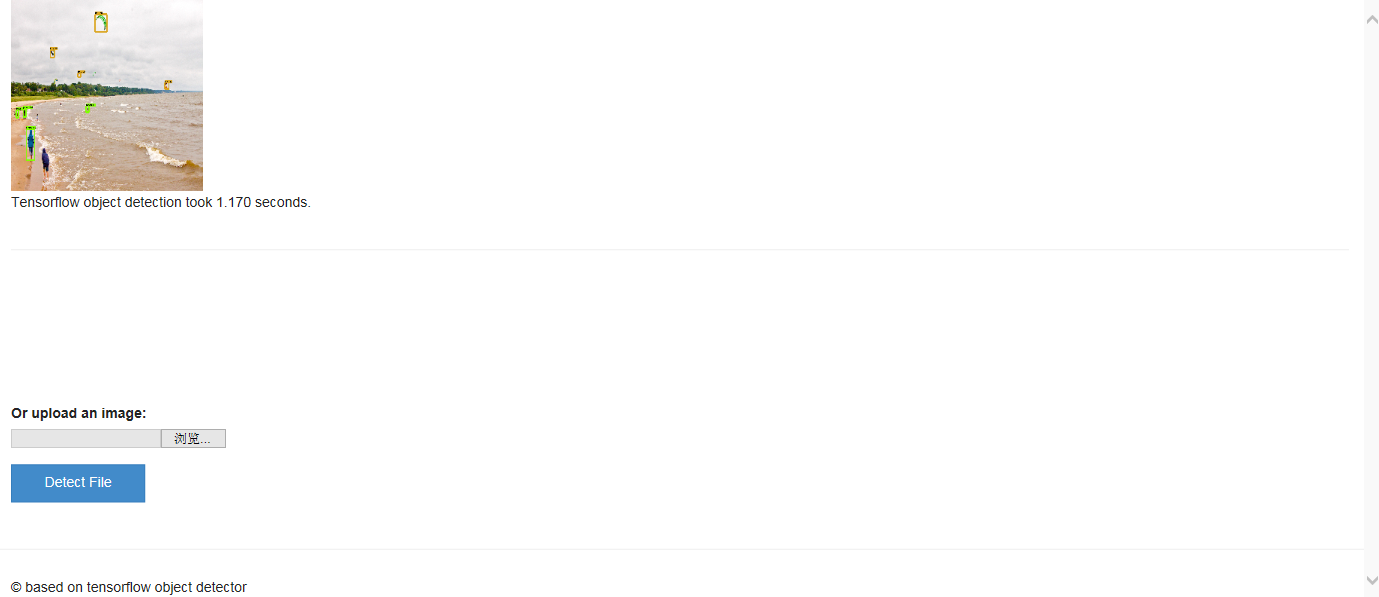 Tensorflow object detection took 1.170 seconds.
Or upload an image:
浏览...
Detect File
© based on tensorflow object detector